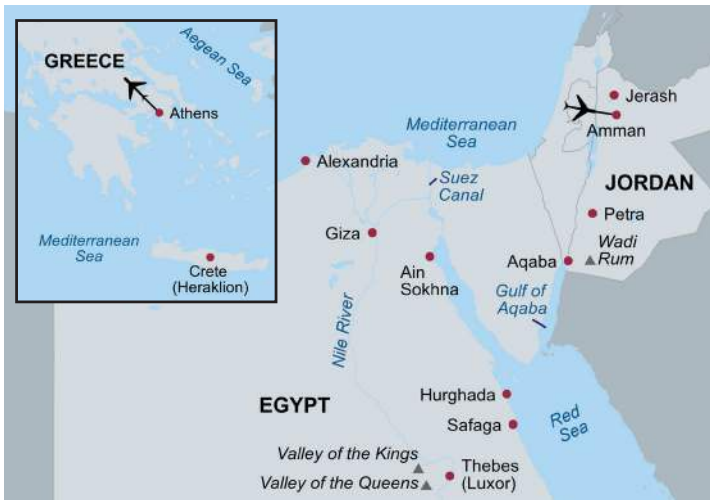 GREECE
Aegean Sea
Athens
Mediterranean
Sea
Crete
(Heraklion)
Mediterranean
Sea
Jerash
Amman
JORDAN
Alexandria
Suez
Canal
Petra
Giza
Wadi
Rum
Ain
Sokhna
Aqaba
Gulf of
Aqaba
Nile River
EGYPT
Hurghada
Safaga
Red
Sea
Valley of the Kings
Valley of the Queens
Thebes
(Luxor)